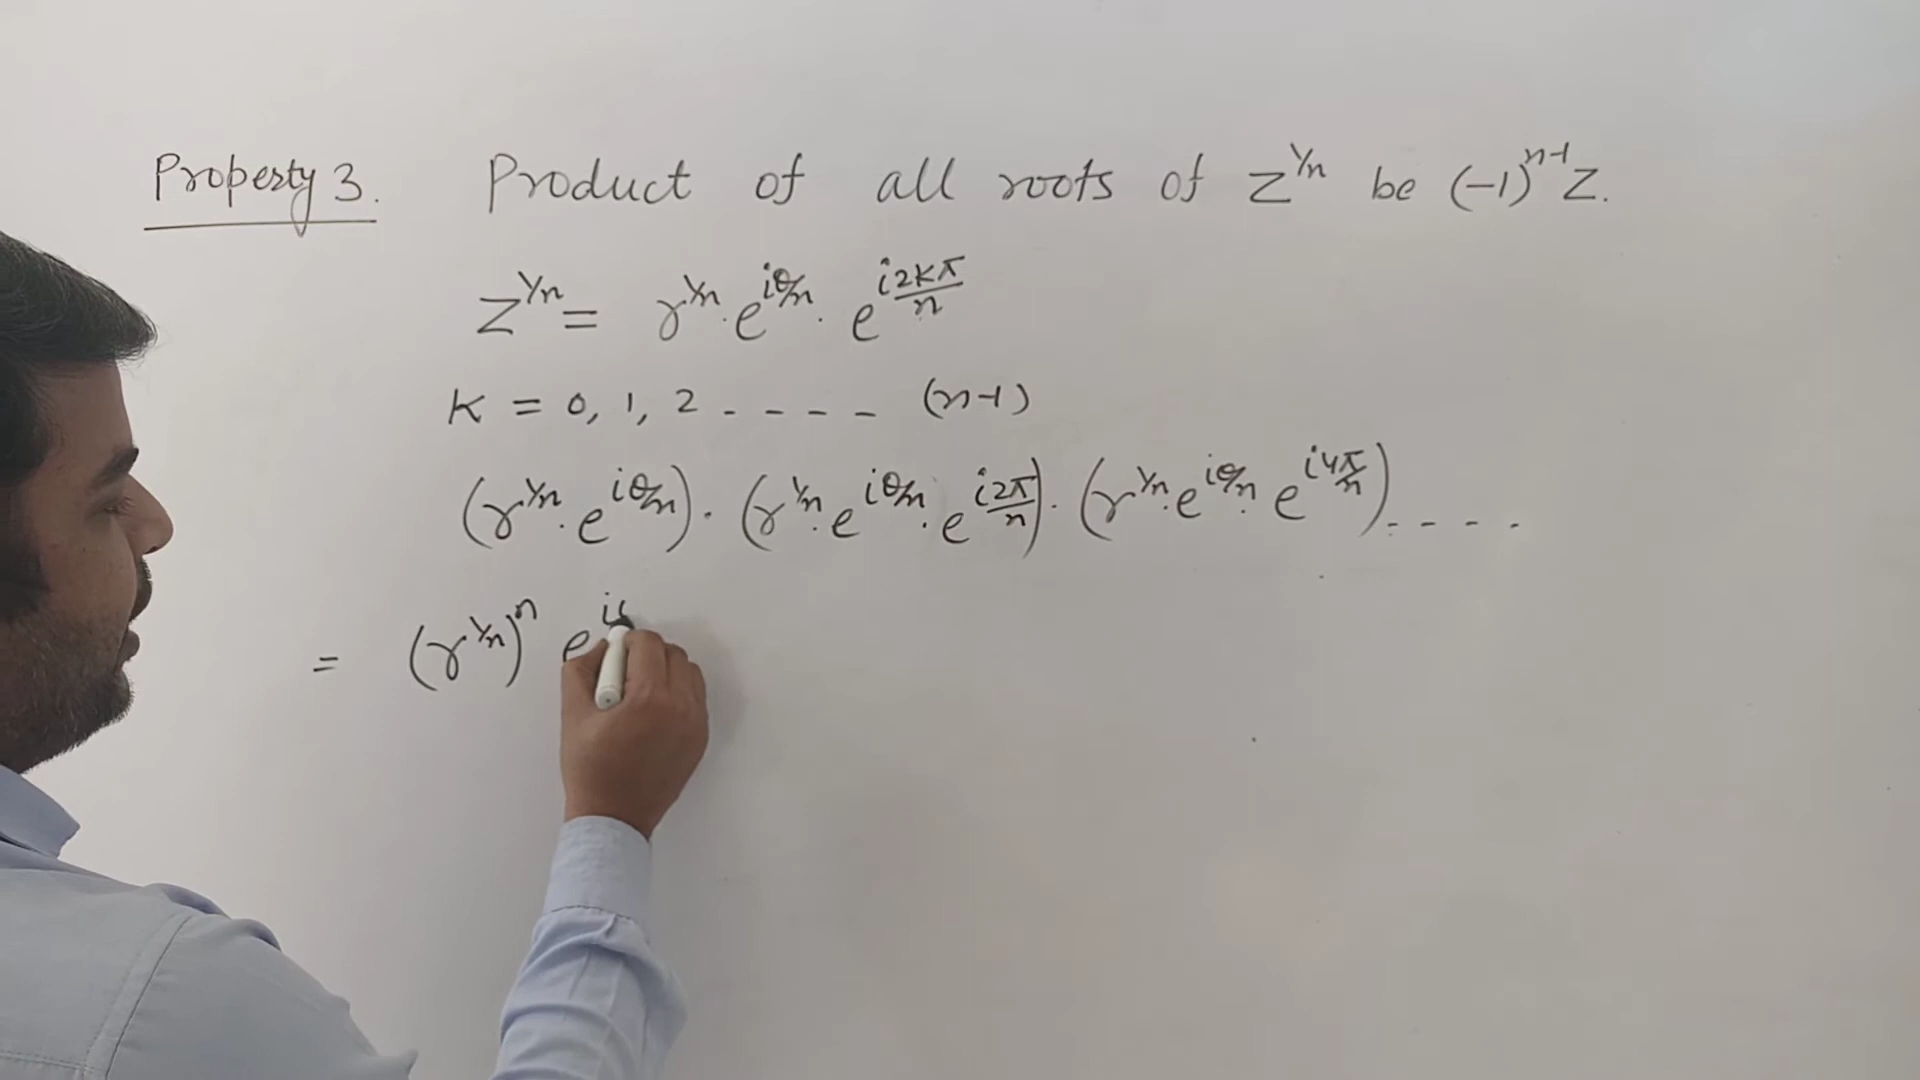 Property 3. Product of all roots of z^{1/n} be (-1)^{n-1} z.
z^{1/n} = r^{1/n} . e^{iθ/n} . e^{i2kπ/n}
K = 0, 1, 2 - - - - (n-1)
(r^{1/n} . e^{iθ/n}) . (r^{1/n} . e^{iθ/n} . e^{i2π/n}) . (r^{1/n} . e^{iθ/n} . e^{i4π/n}) - - - -
= (r^{1/n})^n e^{i